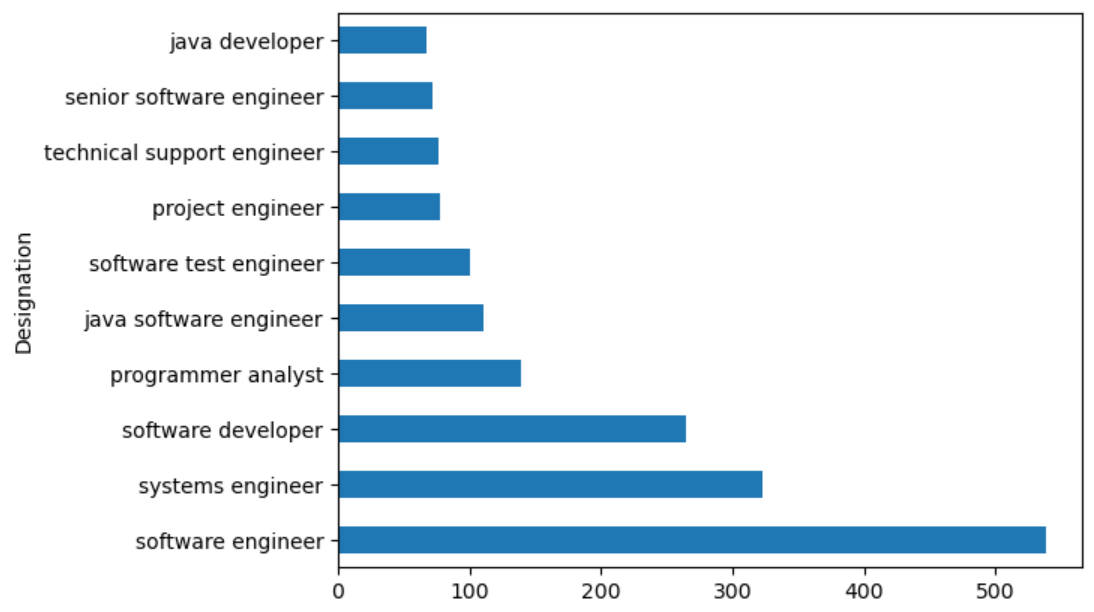 java developer
senior software engineer
technical support engineer
project engineer
software test engineer
java software engineer
programmer analyst
software developer
systems engineer
software engineer
Designation
0 100 200 300 400 500